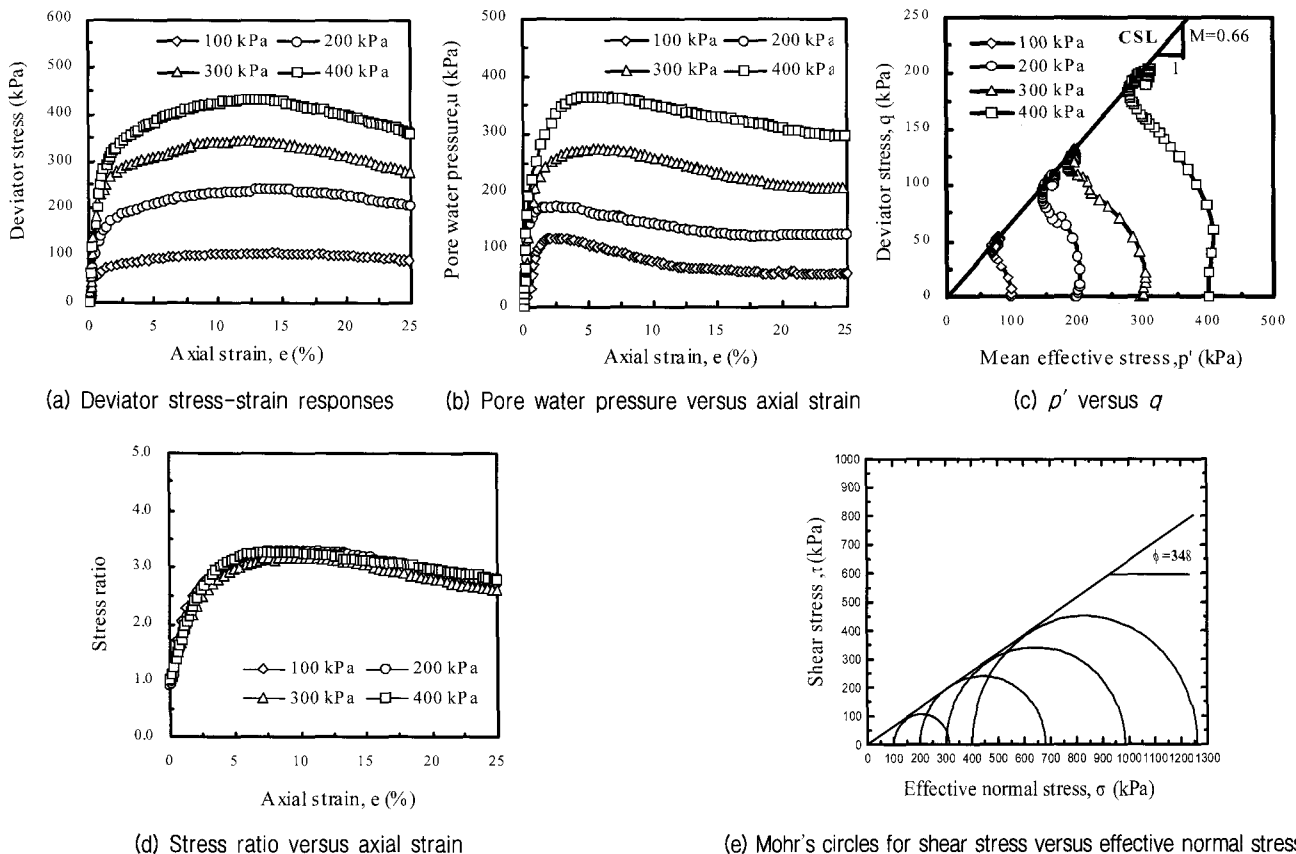 600
500
400
300
200
100
0
Deviator stress (kPa)
100 kPa
200 kPa
300 kPa
400 kPa
0
5
10
15
20
25
Axial strain, e (%)
(a) Deviator stress-strain responses
500
400
350
250
200
150
100
50
0
Pore water pressure,u (kPa)
100 kPa
200 kPa
300 kPa
400 kPa
0
5
10
15
20
25
Axial strain, e (%)
(b) Pore water pressure versus axial strain
250
200
150
100
50
0
Deviator stress, q (kPa)
100 kPa
200 kPa
300 kPa
400 kPa
CSL
M=0.66
1
0
100
200
300
400
500
Mean effective stress,p' (kPa)
(c) p' versus q
5.0
4.0
3.0
2.0
1.0
0.0
Stress ratio
100 kPa
200 kPa
300 kPa
400 kPa
0
5
10
15
20
25
Axial strain, e (%)
(d) Stress ratio versus axial strain
1000
900
800
700
600
500
400
300
200
100
0
Shear stress ,τ (kPa)
ϕ=348
0 100 200 300 400 500 600 700 800 900 1000 1100 1200 1300
Effective normal stress, σ (kPa)
(e) Mohr's circles for shear stress versus effective normal stress